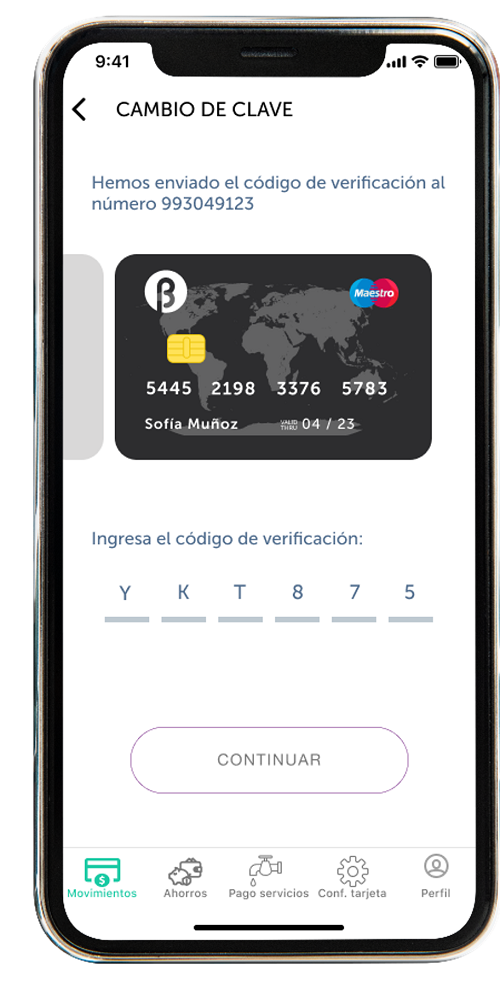 9:41
CAMBIO DE CLAVE
Hemos enviado el código de verificación al
número 993049123
β
Maestro
5445 2198 3376 5783
Sofía Muñoz VALID THRU 04 / 23
Ingresa el código de verificación:
Y K T 8 7 5
CONTINUAR
Movimientos Ahorros Pago servicios Conf. tarjeta Perfil